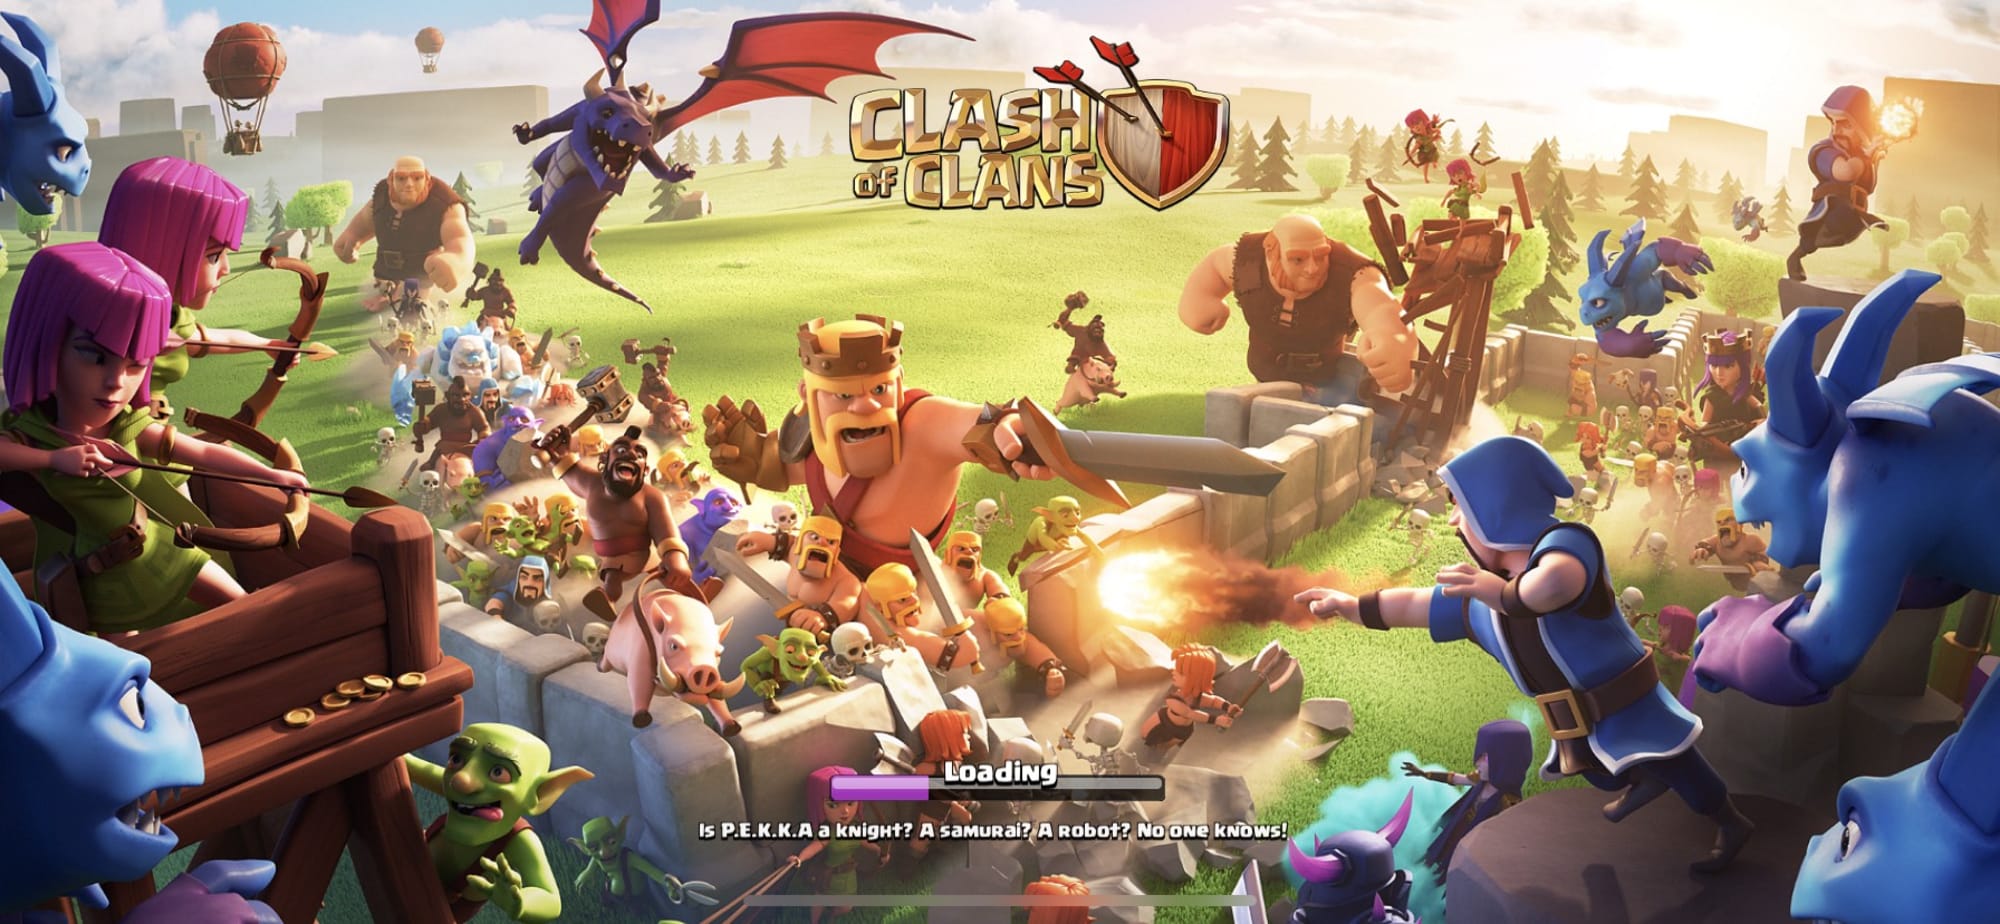 CLASH
OF CLANS
Loading
Is P.E.K.K.A a knight? A samurai? A robot? No one knows!